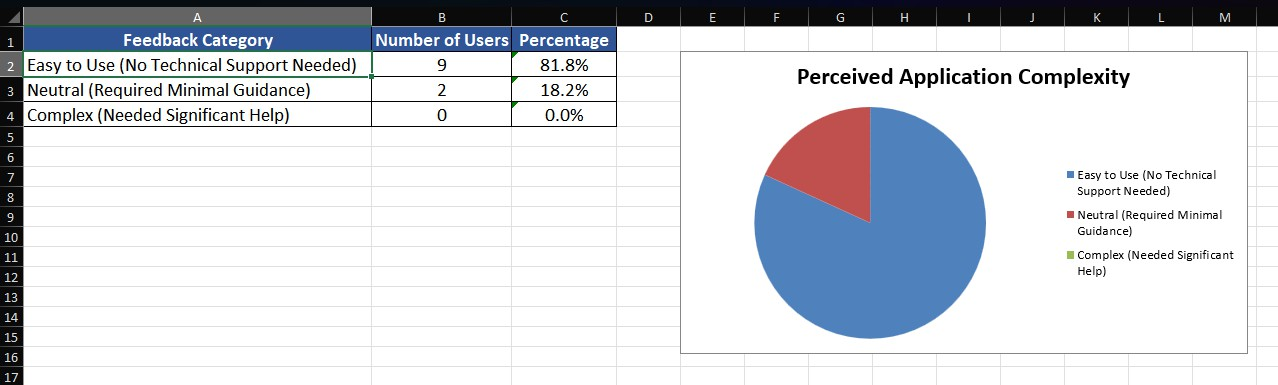 A B C D E F G H I J K L M
1 Feedback Category Number of Users Percentage
2 Easy to Use (No Technical Support Needed) 9 81.8%
3 Neutral (Required Minimal Guidance) 2 18.2%
4 Complex (Needed Significant Help) 0 0.0%
5
6
7
8
9
10
11
12
13
14
15
16
17
Perceived Application Complexity
Easy to Use (No Technical
Support Needed)
Neutral (Required Minimal
Guidance)
Complex (Needed Significant
Help)